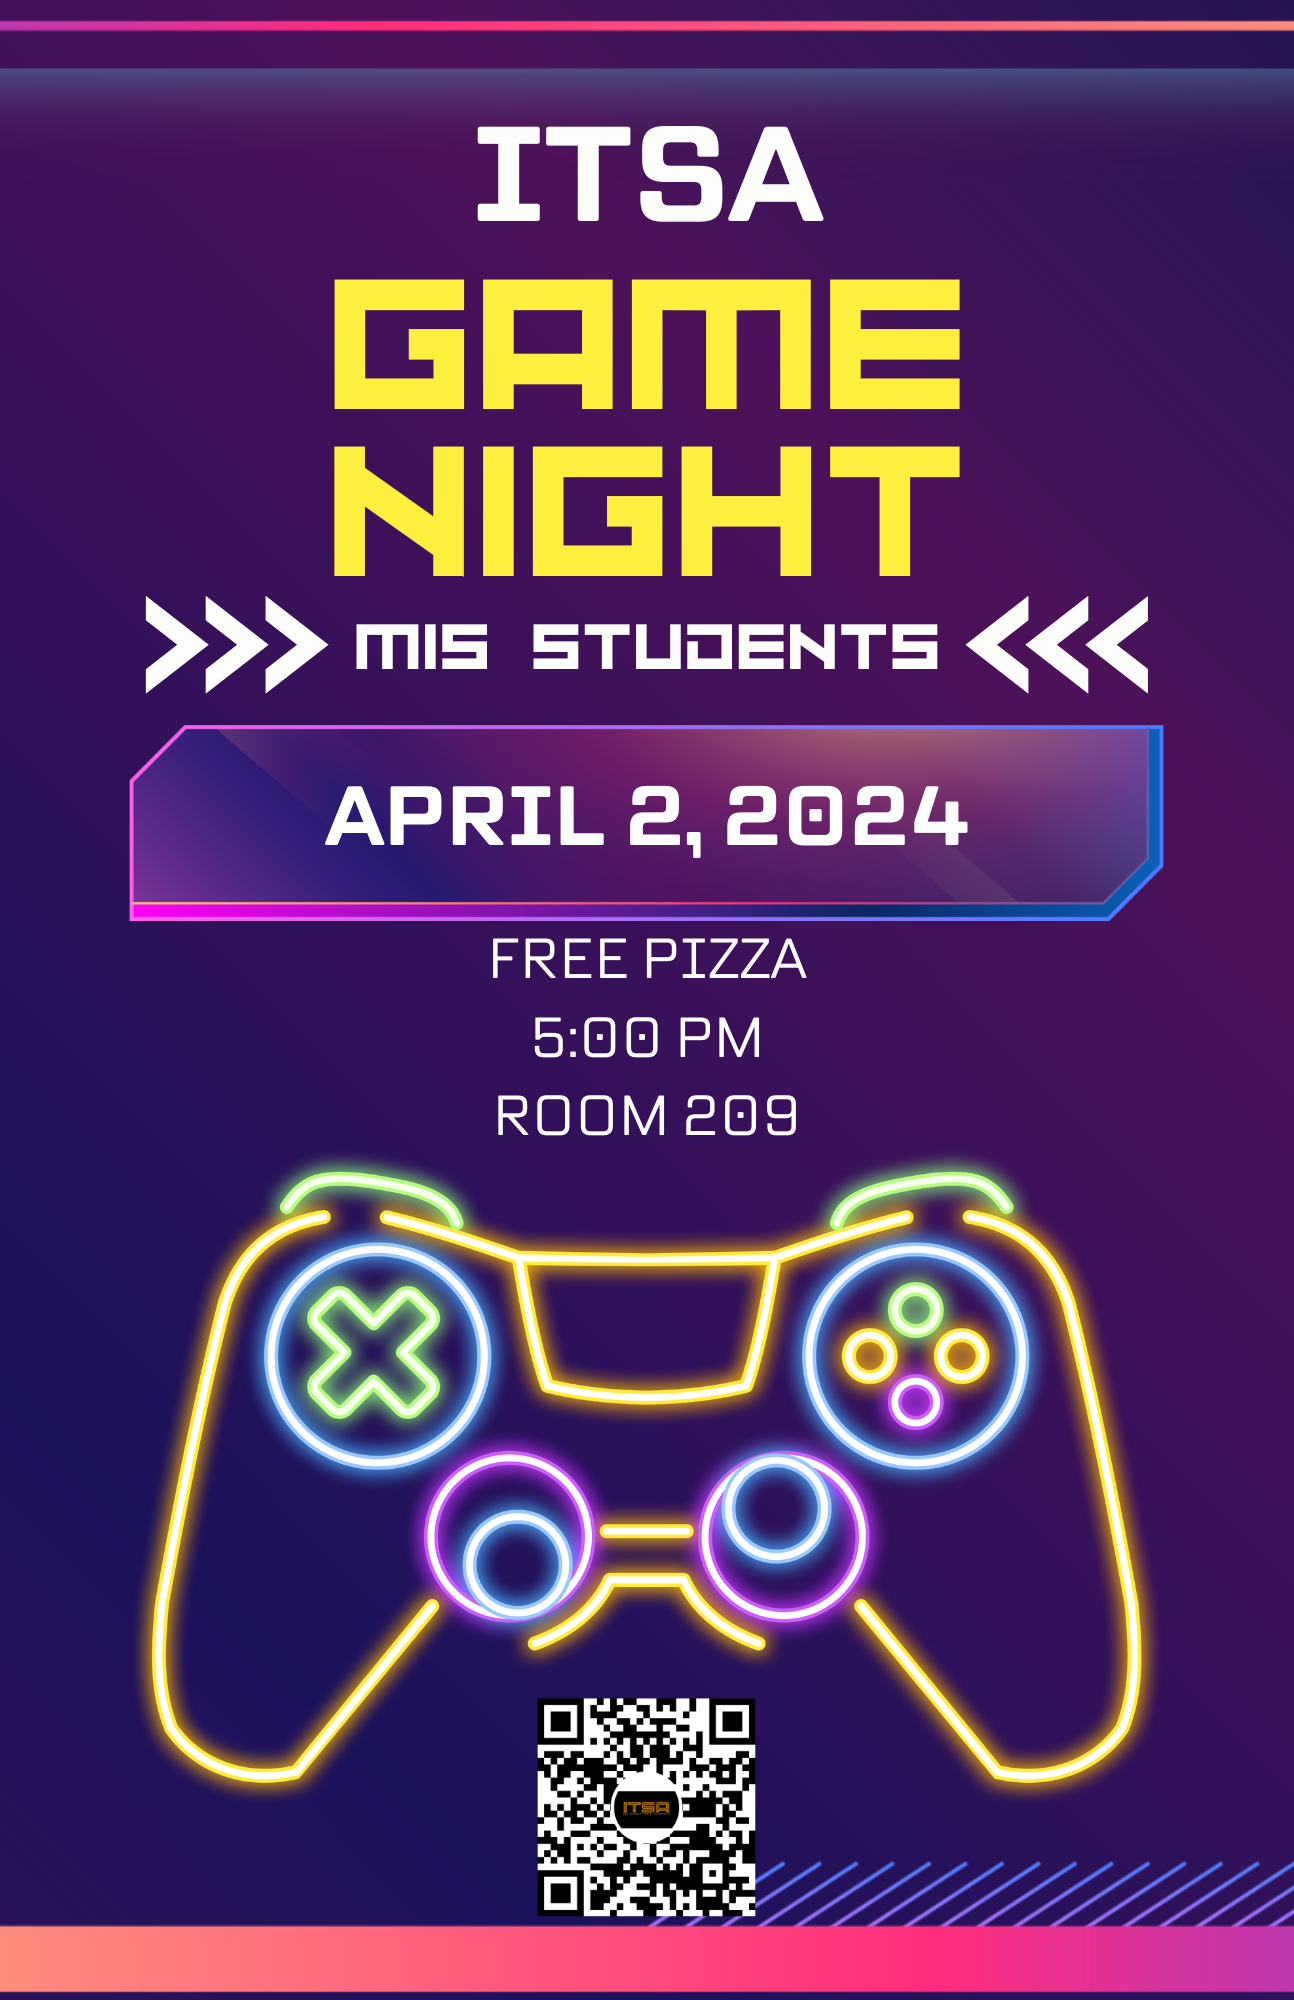 ITSA
GAME
NIGHT
MIS STUDENTS
APRIL 2, 2024
FREE PIZZA
5:00 PM
ROOM 209
ITSA